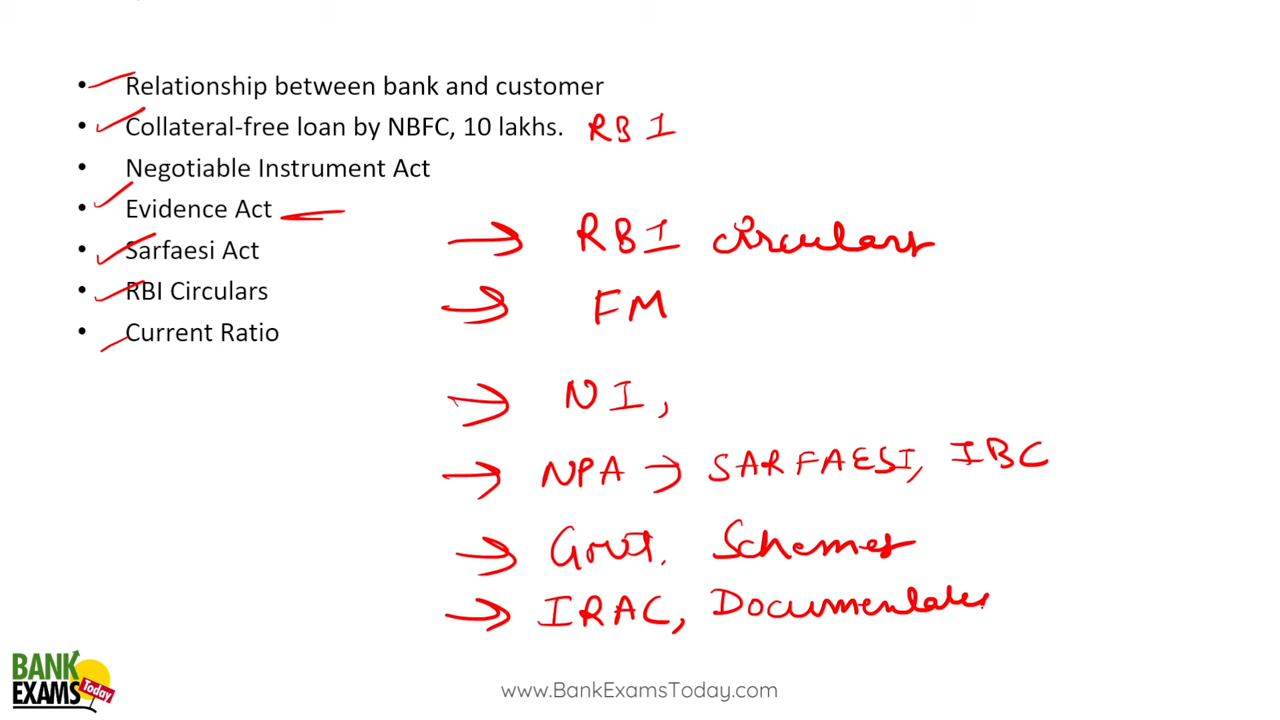 • Relationship between bank and customer
• Collateral-free loan by NBFC, 10 lakhs. RBI
• Negotiable Instrument Act
• Evidence Act
• Sarfaesi Act
• RBI Circulars
• Current Ratio
→ RBI Circulars
→ FM
→ NI,
→ NPA → SARFAESI, IBC
→ Govt. Schemes
→ IRAC,
BANK
EXAMS Today
www.BankExamsToday.com